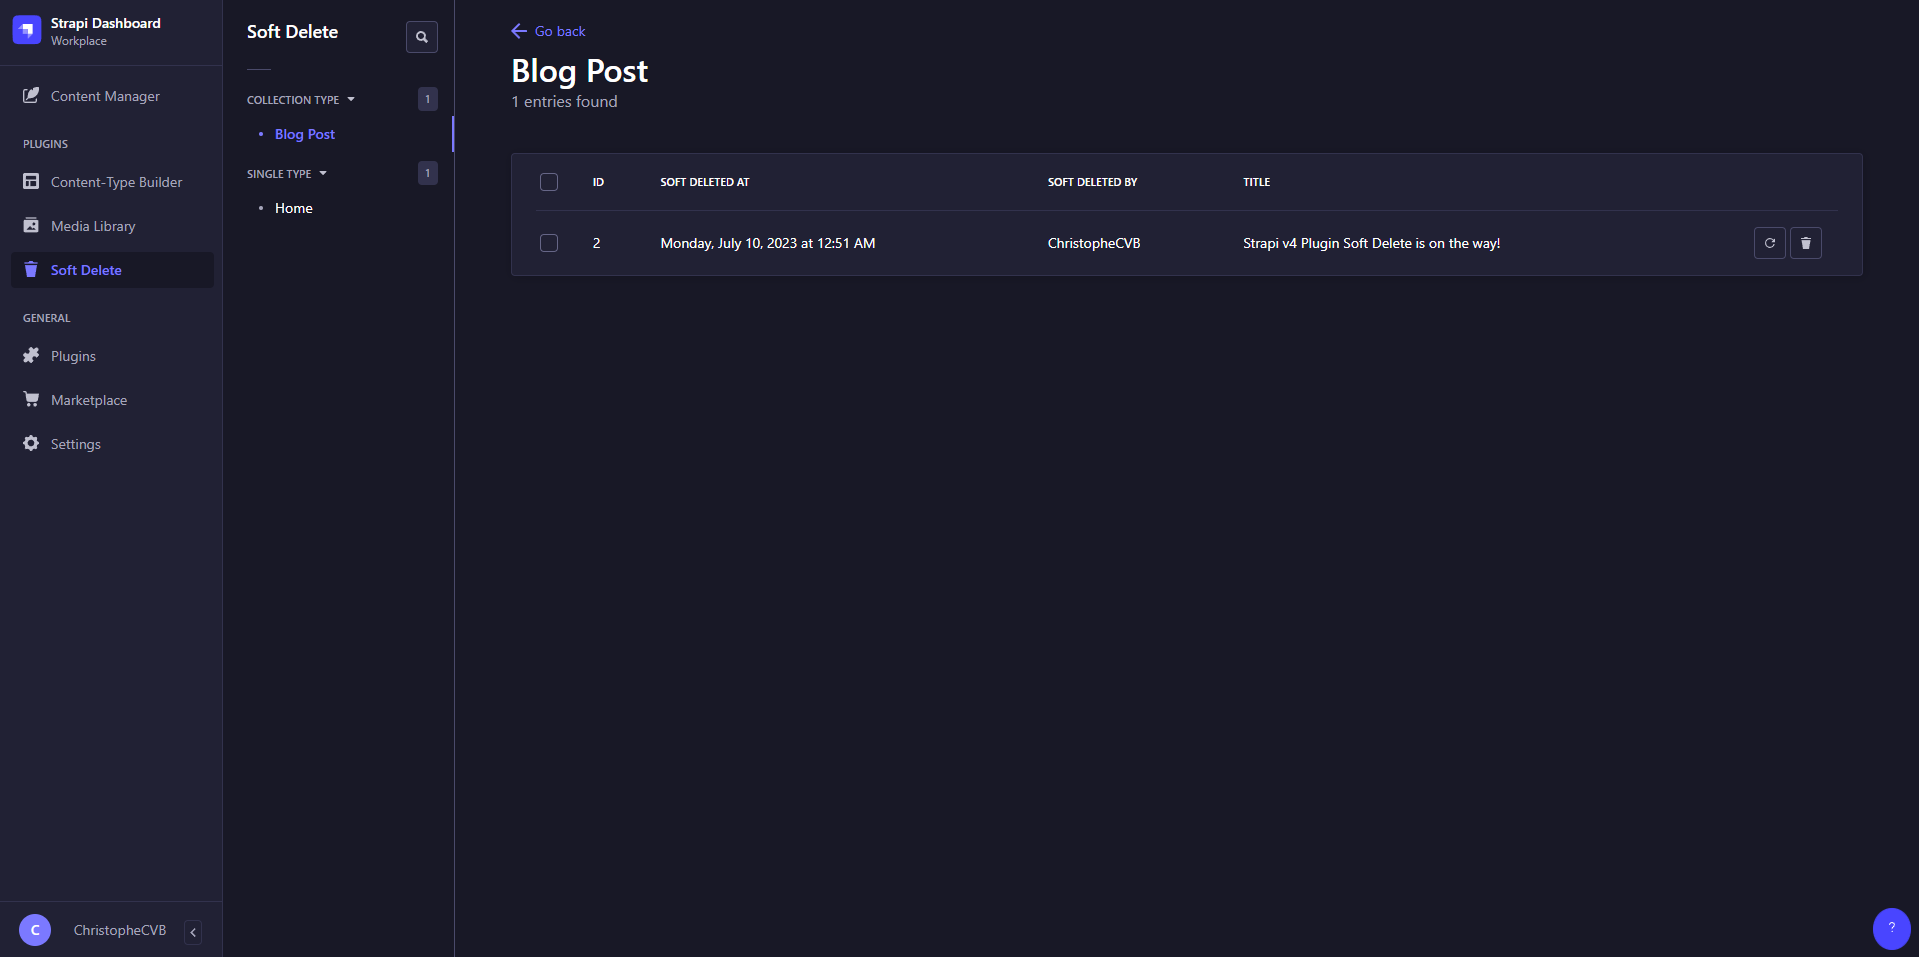 Strapi Dashboard
Workplace
Content Manager
PLUGINS
Content-Type Builder
Media Library
Soft Delete
GENERAL
Plugins
Marketplace
Settings
C
ChristopheCVB
Soft Delete
COLLECTION TYPE
1
Blog Post
SINGLE TYPE
1
Home
Go back
Blog Post
1 entries found
ID SOFT DELETED AT SOFT DELETED BY TITLE
2 Monday, July 10, 2023 at 12:51 AM ChristopheCVB Strapi v4 Plugin Soft Delete is on the way!
?